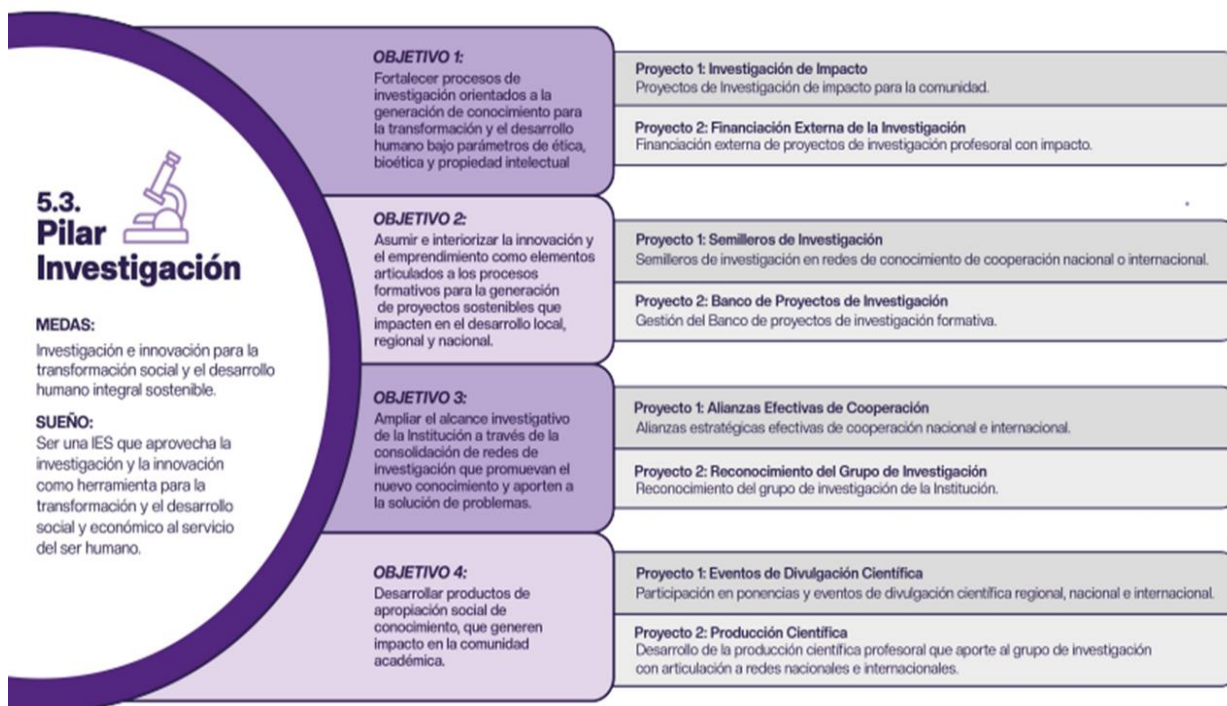 5.3.
Pilar
Investigación
MEDAS:
Investigación e innovación para la
transformación social y el desarrollo
humano integral sostenible.
SUEÑO:
Ser una IES que aprovecha la
investigación y la innovación
como herramienta para la
transformación y el desarrollo
social y económico al servicio
del ser humano.
OBJETIVO 1:
Fortalecer procesos de
investigación orientados a la
generación de conocimiento para
la transformación y el desarrollo
humano bajo parámetros de ética,
bioética y propiedad intelectual
Proyecto 1: Investigación de Impacto
Proyectos de Investigación de impacto para la comunidad.
Proyecto 2: Financiación Externa de la Investigación
Financiación externa de proyectos de investigación profesoral con impacto.
OBJETIVO 2:
Asumir e interiorizar la innovación y
el emprendimiento como elementos
articulados a los procesos
formativos para la generación
de proyectos sostenibles que
impacten en el desarrollo local,
regional y nacional.
Proyecto 1: Semilleros de Investigación
Semilleros de investigación en redes de conocimiento de cooperación nacional o internacional.
Proyecto 2: Banco de Proyectos de Investigación
Gestión del Banco de proyectos de investigación formativa.
OBJETIVO 3:
Ampliar el alcance investigativo
de la Institución a través de la
consolidación de redes de
investigación que promuevan el
nuevo conocimiento y aporten a
la solución de problemas.
Proyecto 1: Alianzas Efectivas de Cooperación
Alianzas estratégicas efectivas de cooperación nacional e internacional.
Proyecto 2: Reconocimiento del Grupo de Investigación
Reconocimiento del grupo de investigación de la Institución.
OBJETIVO 4:
Desarrollar productos de
apropiación social de
conocimiento, que generen
impacto en la comunidad
académica.
Proyecto 1: Eventos de Divulgación Científica
Participación en ponencias y eventos de divulgación científica regional, nacional e internacional.
Proyecto 2: Producción Científica
Desarrollo de la producción científica profesoral que aporte al grupo de investigación
con articulación a redes nacionales e internacionales.